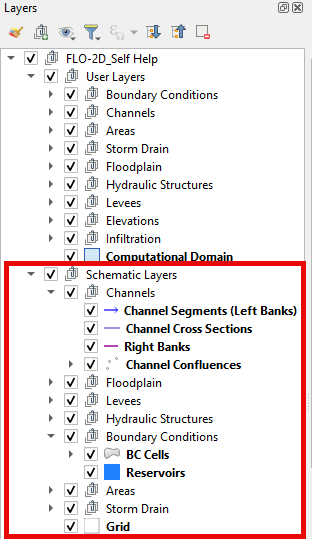 Layers
FLO-2D_Self Help
User Layers
Boundary Conditions
Channels
Areas
Storm Drain
Floodplain
Hydraulic Structures
Levees
Elevations
Infiltration
Computational Domain
Schematic Layers
Channels
Channel Segments (Left Banks)
Channel Cross Sections
Right Banks
Channel Confluences
Floodplain
Levees
Hydraulic Structures
Boundary Conditions
BC Cells
Reservoirs
Areas
Storm Drain
Grid